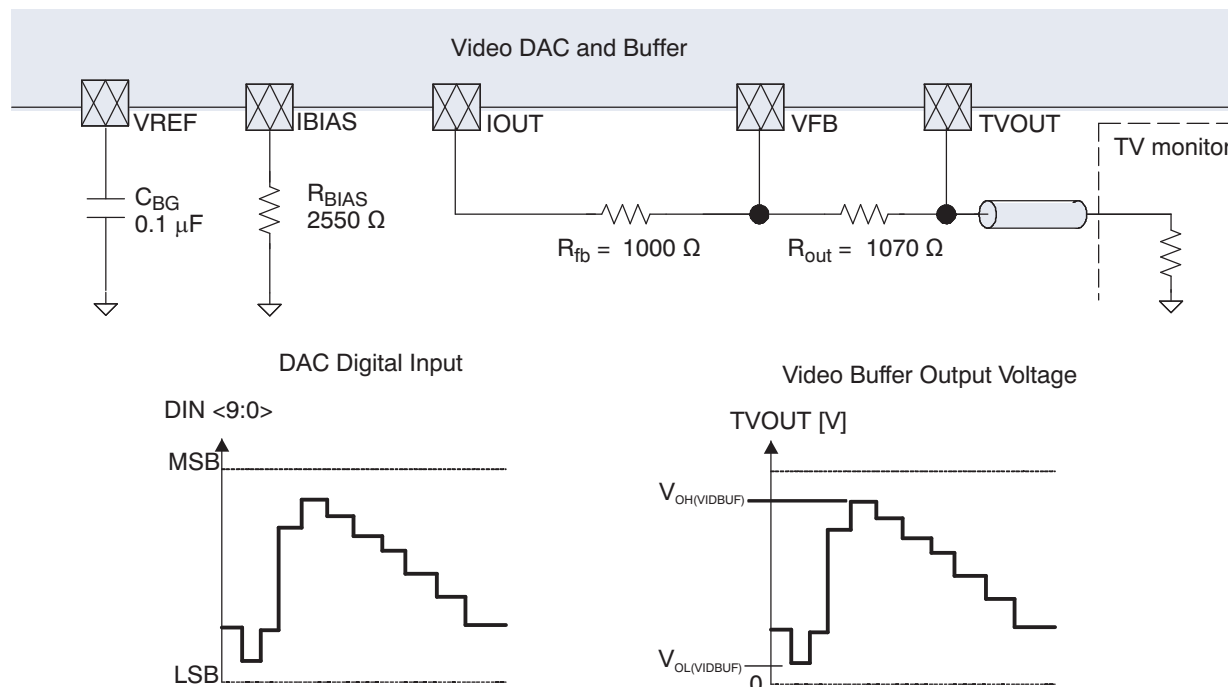 Video DAC and Buffer
VREF
IBIAS
IOUT
VFB
TVOUT
TV monitor
C_BG
0.1 μF
R_BIAS
2550 Ω
R_fb = 1000 Ω
R_out = 1070 Ω
DAC Digital Input
DIN <9:0>
MSB
LSB
Video Buffer Output Voltage
TVOUT [V]
V_OH(VIDBUF)
V_OL(VIDBUF)
0